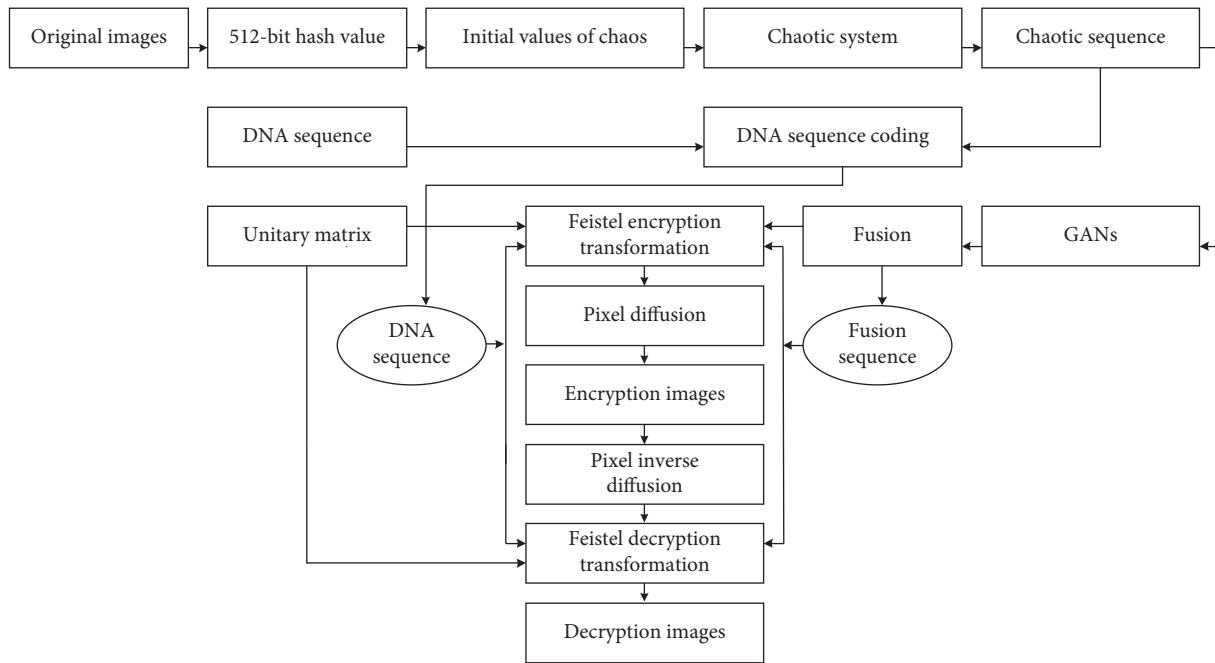 Original images
512-bit hash value
Initial values of chaos
Chaotic system
Chaotic sequence
DNA sequence
DNA sequence coding
Unitary matrix
Feistel encryption
transformation
Fusion
GANs
Pixel diffusion
DNA
sequence
Fusion
sequence
Encryption images
Pixel inverse
diffusion
Feistel decryption
transformation
Decryption images